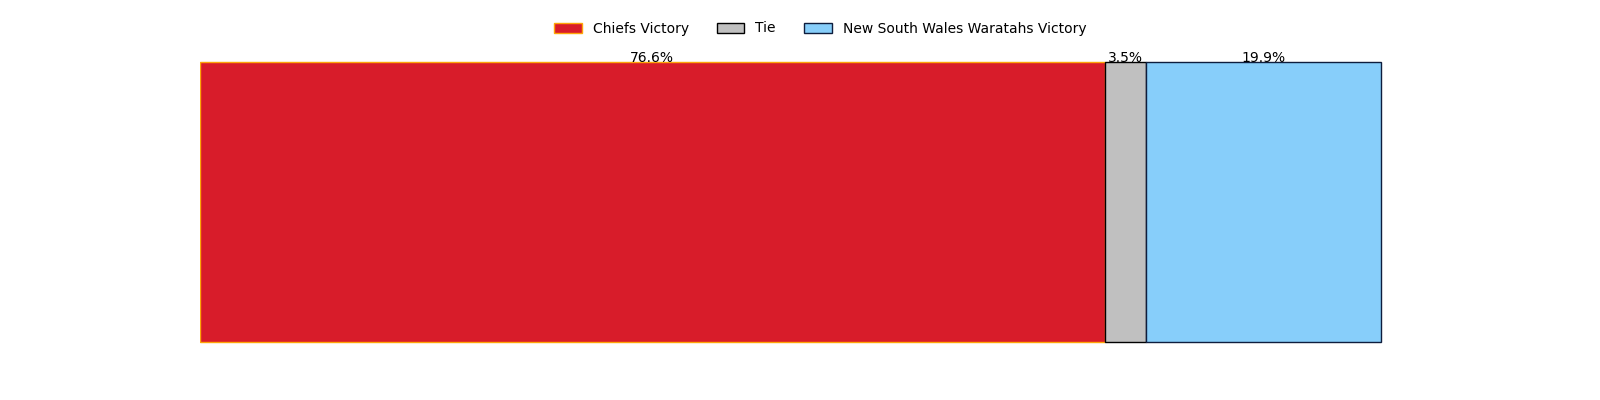 Chiefs Victory Tie New South Wales Waratahs Victory
76.6% 3.5% 19.9%